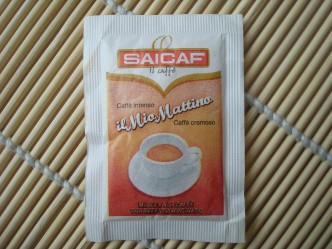 SAICAF
il caffè
Caffè intenso
il Mio Mattino
Caffè cremoso